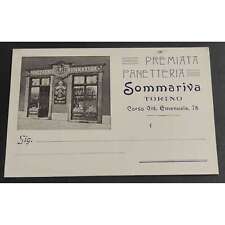 PREMIATA
PANETTERIA
Sommariva
TORINO
Corso Vitt. Emanuele, 78
Sig.